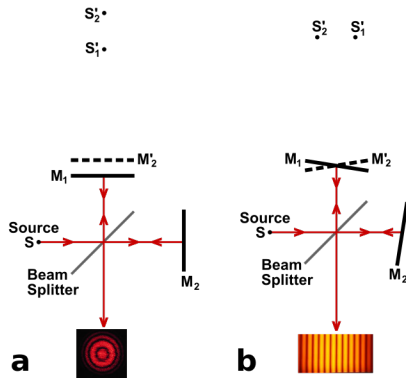 S'₂
S'₁
M'₂
M₁
Source
S
Beam
Splitter
M₂
a
S'₂ S'₁
M₁ M'₂
Source
S
Beam
Splitter
M₂
b